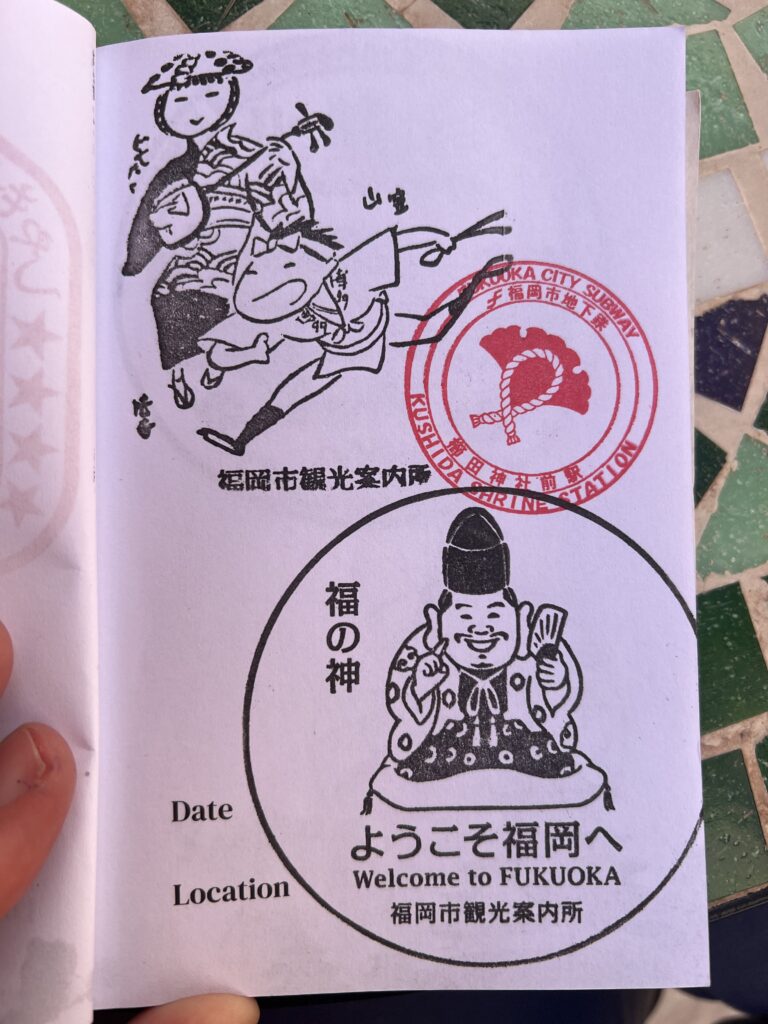 山笠
博多
福岡市観光案内所
FUKUOKA CITY SUBWAY
福岡市地下鉄
櫛田神社前駅
KUSHIDA SHRINE STATION
福の神
Date
Location
ようこそ福岡へ
Welcome to FUKUOKA
福岡市観光案内所